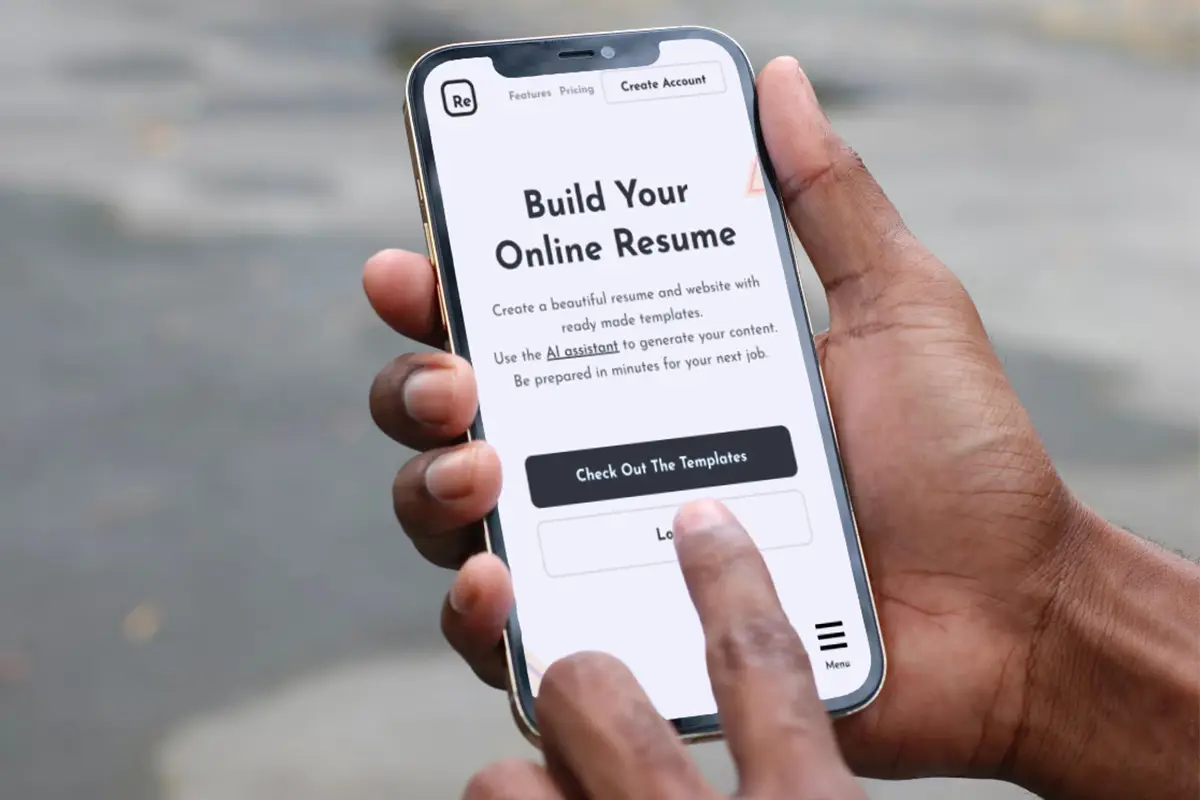 Re
Features Pricing Create Account
Build Your
Online Resume
Create a beautiful resume and website with
ready made templates.
Use the AI assistant to generate your content.
Be prepared in minutes for your next job.
Check Out The Templates
Menu